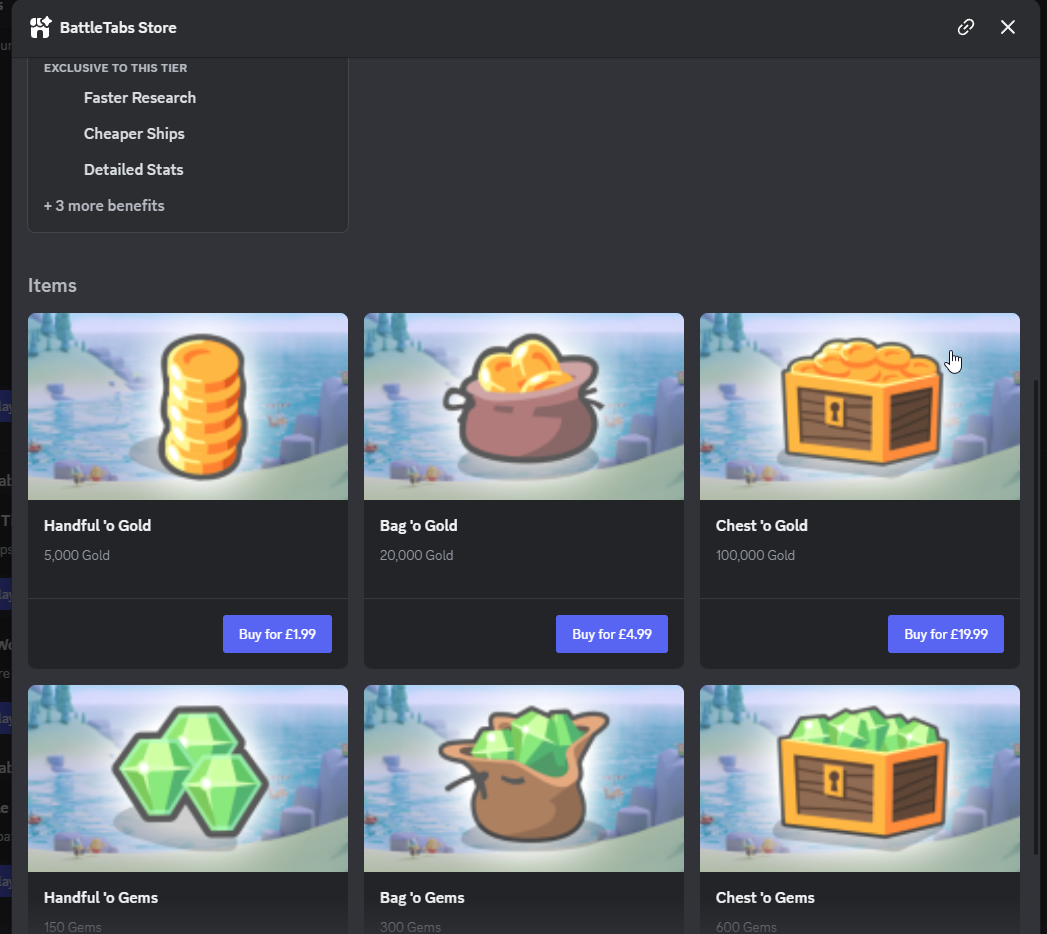 BattleTabs Store
EXCLUSIVE TO THIS TIER
Faster Research
Cheaper Ships
Detailed Stats
+ 3 more benefits
Items
Handful 'o Gold
5,000 Gold
Buy for £1.99
Bag 'o Gold
20,000 Gold
Buy for £4.99
Chest 'o Gold
100,000 Gold
Buy for £19.99
Handful 'o Gems
150 Gems
Bag 'o Gems
300 Gems
Chest 'o Gems
600 Gems